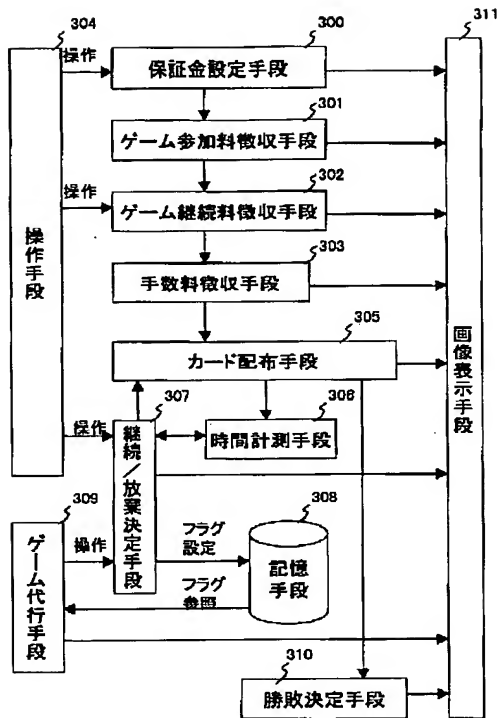 304
300
311
操作
保証金設定手段
301
ゲーム参加料徴収手段
302
操作
ゲーム継続料徴収手段
303
手数料徴収手段
操作手段
305
カード配布手段
画像表示手段
307
306
操作
継続/放棄決定手段
時間計測手段
309
308
操作
フラグ
設定
記憶
手段
フラグ
参照
ゲーム代行手段
310
勝敗決定手段